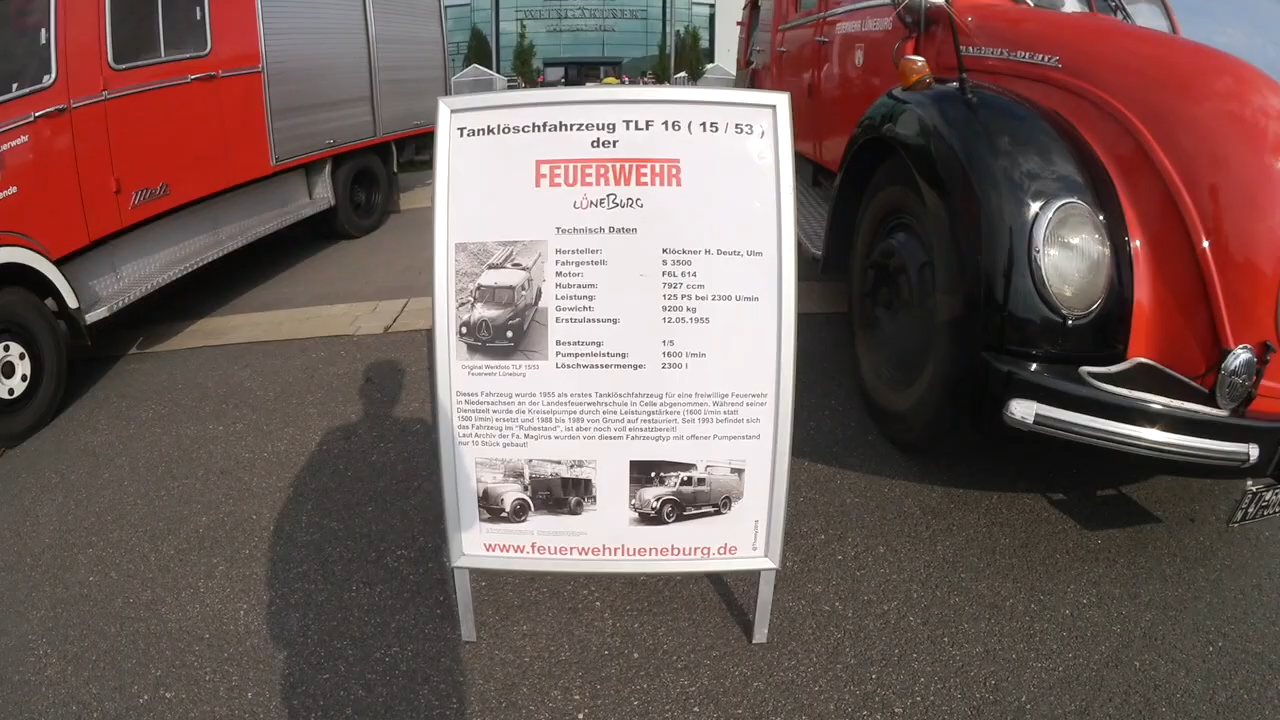 WEINGÄRTNER
FEUERWEHR LÜNEBURG
MAGIRUS-DEUTZ
Metz
Tanklöschfahrzeug TLF 16 ( 15 / 53 )
der
FEUERWEHR
LÜNEBURG
Technisch Daten
Hersteller: Klöckner H. Deutz, Ulm
Fahrgestell: S 3500
Motor: F6L 614
Hubraum: 7927 ccm
Leistung: 125 PS bei 2300 U/min
Gewicht: 9200 kg
Erstzulassung: 12.05.1955
Besatzung: 1/5
Pumpenleistung: 1600 l/min
Löschwassermenge: 2300 l
Original Werkfoto TLF 15/53
Feuerwehr Lüneburg
Dieses Fahrzeug wurde 1955 als erstes Tanklöschfahrzeug für eine freiwillige Feuerwehr
in Niedersachsen an der Landesfeuerwehrschule in Celle abgenommen. Während seiner
Dienstzeit wurde die Kreiselpumpe durch eine Leistungstärkere (1600 l/min statt
1500 l/min) ersetzt und 1988 bis 1989 von Grund auf restauriert. Seit 1993 befindet sich
das Fahrzeug im "Ruhestand", ist aber noch voll einsatzbereit!
Laut Archiv der Fa. Magirus wurden von diesem Fahrzeugtyp mit offener Pumpenstand
nur 10 Stück gebaut!
www.feuerwehrlueneburg.de